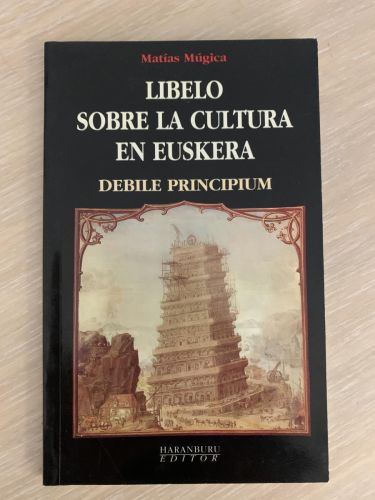 Matías Múgica
LIBELO
SOBRE LA CULTURA
EN EUSKERA
DEBILE PRINCIPIUM
HARANBURU
EDITOR